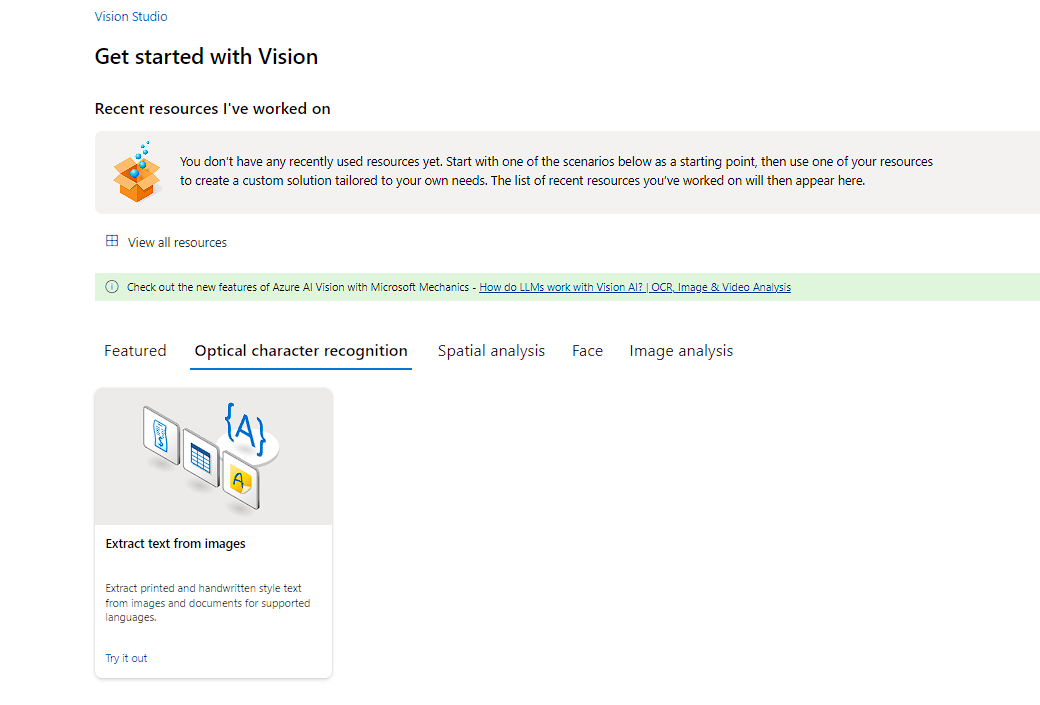 Vision Studio
Get started with Vision
Recent resources I've worked on
You don't have any recently used resources yet. Start with one of the scenarios below as a starting point, then use one of your resources
to create a custom solution tailored to your own needs. The list of recent resources you've worked on will then appear here.
View all resources
Check out the new features of Azure AI Vision with Microsoft Mechanics - How do LLMs work with Vision AI? | OCR, Image & Video Analysis
Featured Optical character recognition Spatial analysis Face Image analysis
{A}
A
Extract text from images
Extract printed and handwritten style text
from images and documents for supported
languages.
Try it out